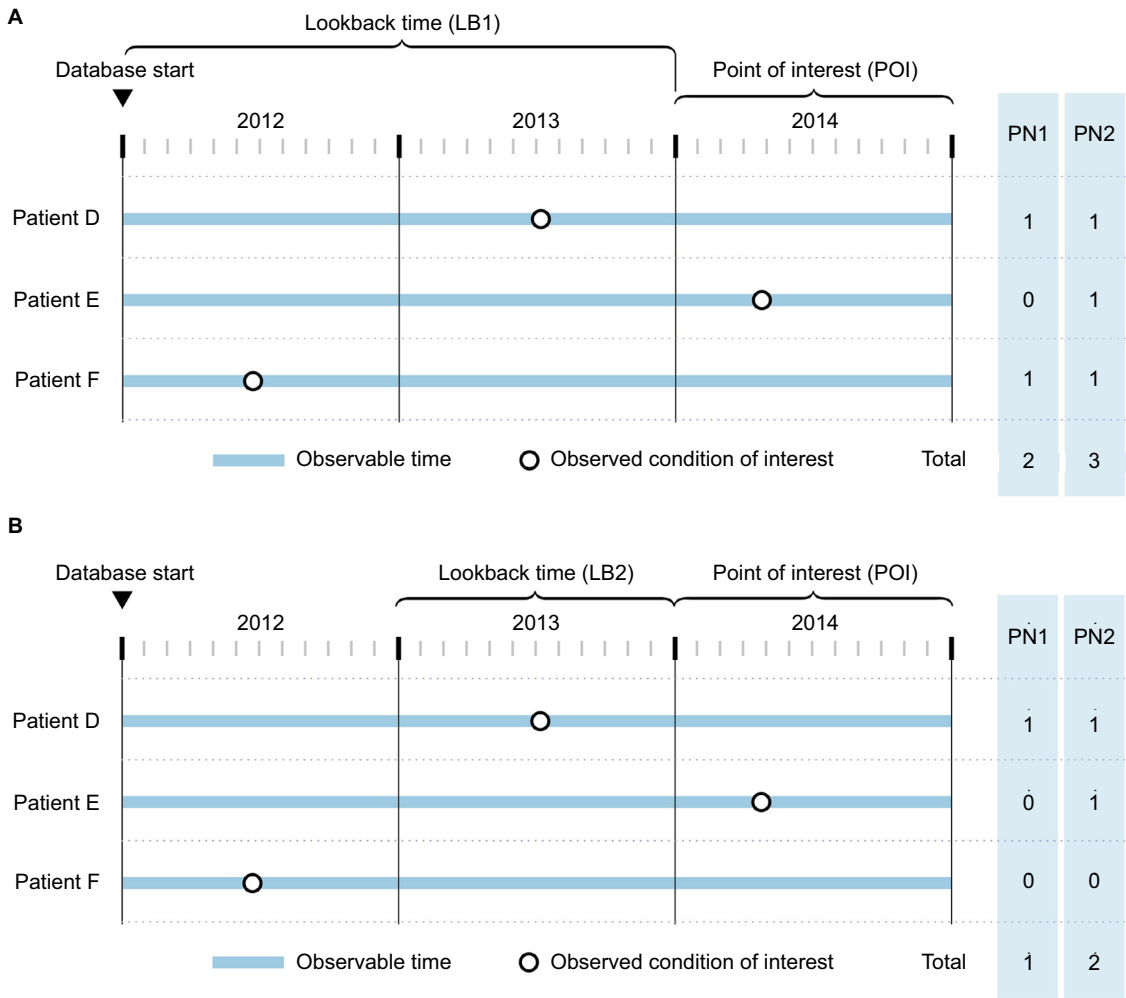 A
Lookback time (LB1)
Database start
Point of interest (POI)
2012 2013 2014
PN1 PN2
Patient D 1 1
Patient E 0 1
Patient F 1 1
Observable time Observed condition of interest Total 2 3
B
Database start
Lookback time (LB2)
Point of interest (POI)
2012 2013 2014
PN1 PN2
Patient D 1 1
Patient E 0 1
Patient F 0 0
Observable time Observed condition of interest Total 1 2